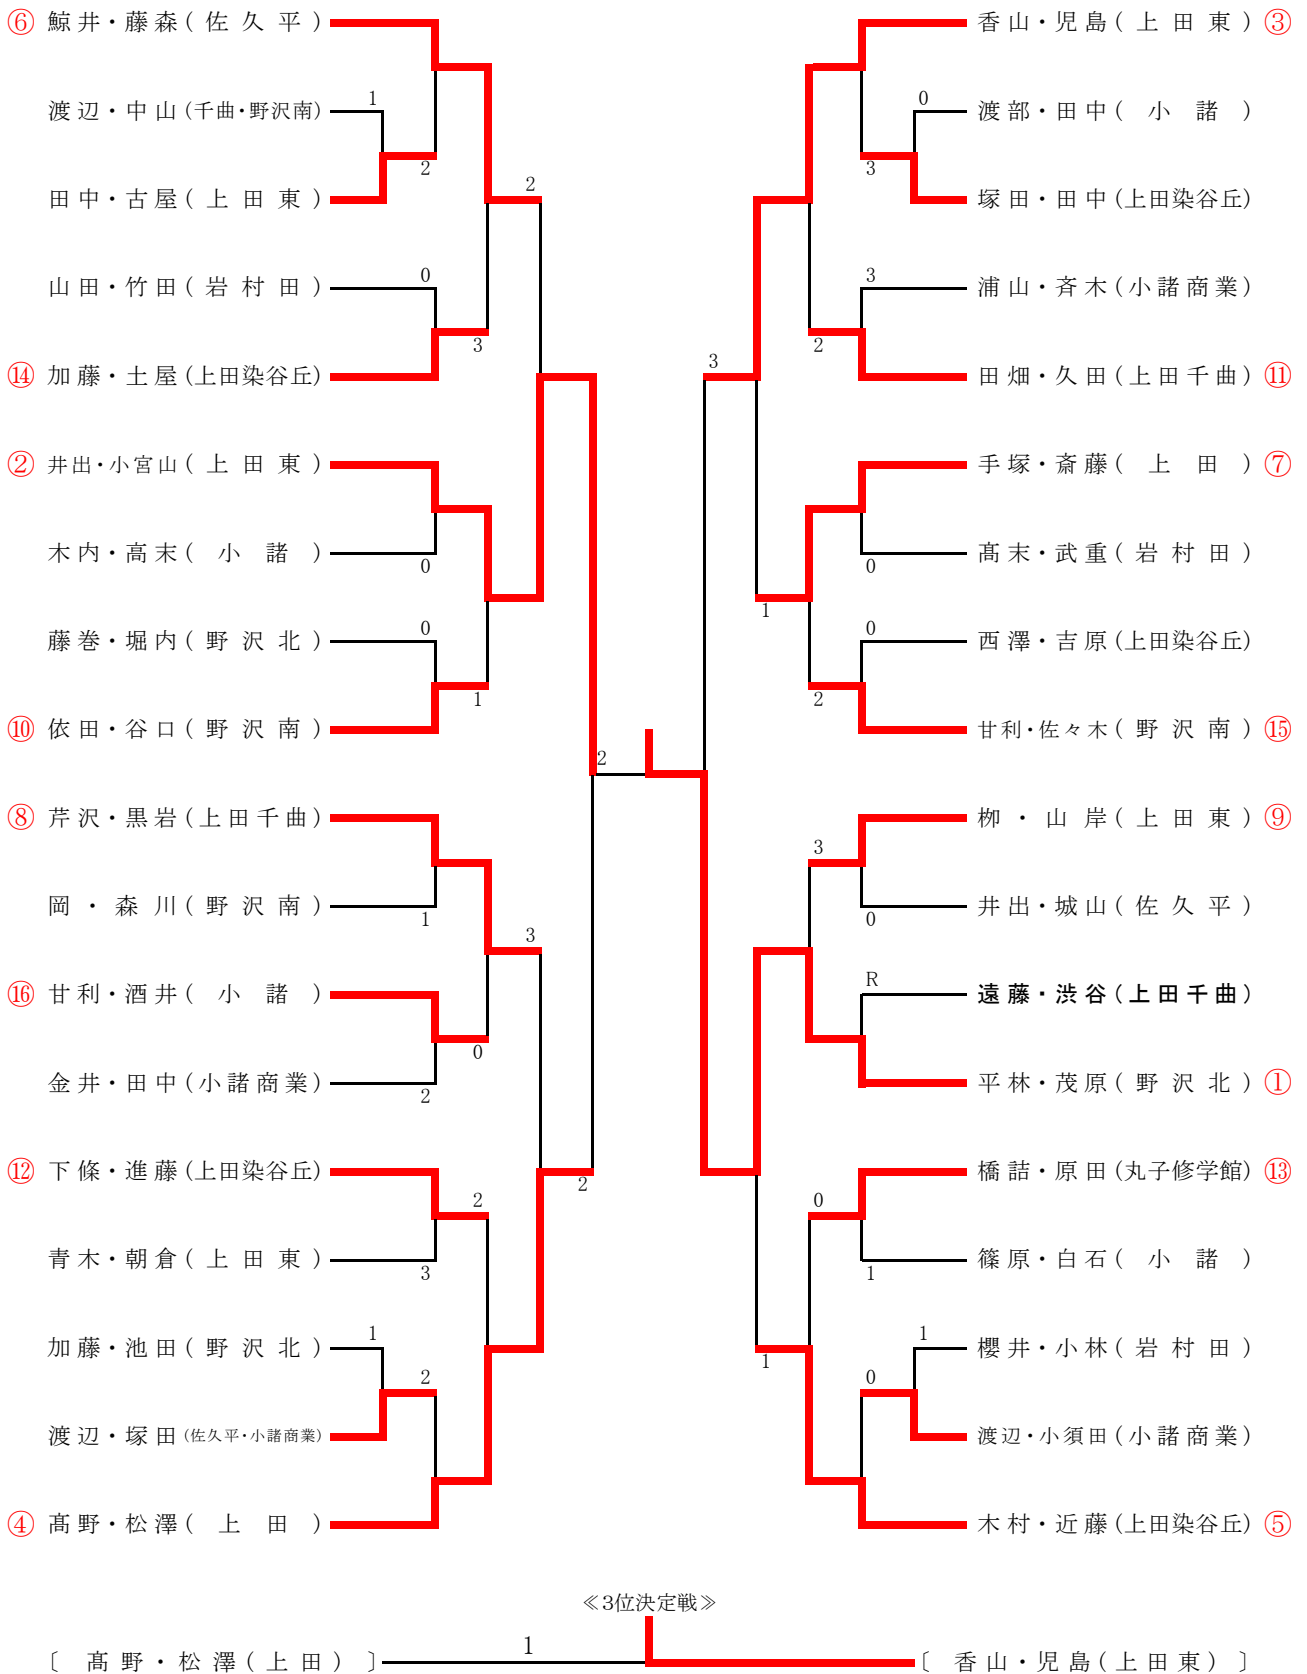 ⑥ 鯨井・藤森(佐久平)
1
渡辺・中山(千曲・野沢南)
2
田中・古屋(上田東)
2
0
山田・竹田(岩村田)
3
⑭ 加藤・土屋(上田染谷丘)
② 井出・小宮山(上田東)
木内・高末(小諸)
0
0
藤巻・堀内(野沢北)
1
⑩ 依田・谷口(野沢南)
2
⑧ 芹沢・黒岩(上田千曲)
岡・森川(野沢南)
1
3
⑯ 甘利・酒井(小諸)
0
金井・田中(小諸商業)
2
⑫ 下條・進藤(上田染谷丘)
2
2
青木・朝倉(上田東)
3
1
加藤・池田(野沢北)
2
渡辺・塚田(佐久平・小諸商業)
④ 髙野・松澤(上田)
香山・児島(上田東) ③
0
渡部・田中(小諸)
3
塚田・田中(上田染谷丘)
3
浦山・斉木(小諸商業)
2
3
田畑・久田(上田千曲) ⑪
手塚・斎藤(上田) ⑦
髙末・武重(岩村田)
0
1
0
西澤・吉原(上田染谷丘)
2
甘利・佐々木(野沢南) ⑮
栁・山岸(上田東) ⑨
3
井出・城山(佐久平)
0
R
遠藤・渋谷(上田千曲)
平林・茂原(野沢北) ①
橋詰・原田(丸子修学館) ⑬
0
篠原・白石(小諸)
1
1
櫻井・小林(岩村田)
1
0
渡辺・小須田(小諸商業)
木村・近藤(上田染谷丘) ⑤
≪3位決定戦≫
〔 髙野・松澤(上田) 〕 1 〔 香山・児島(上田東) 〕